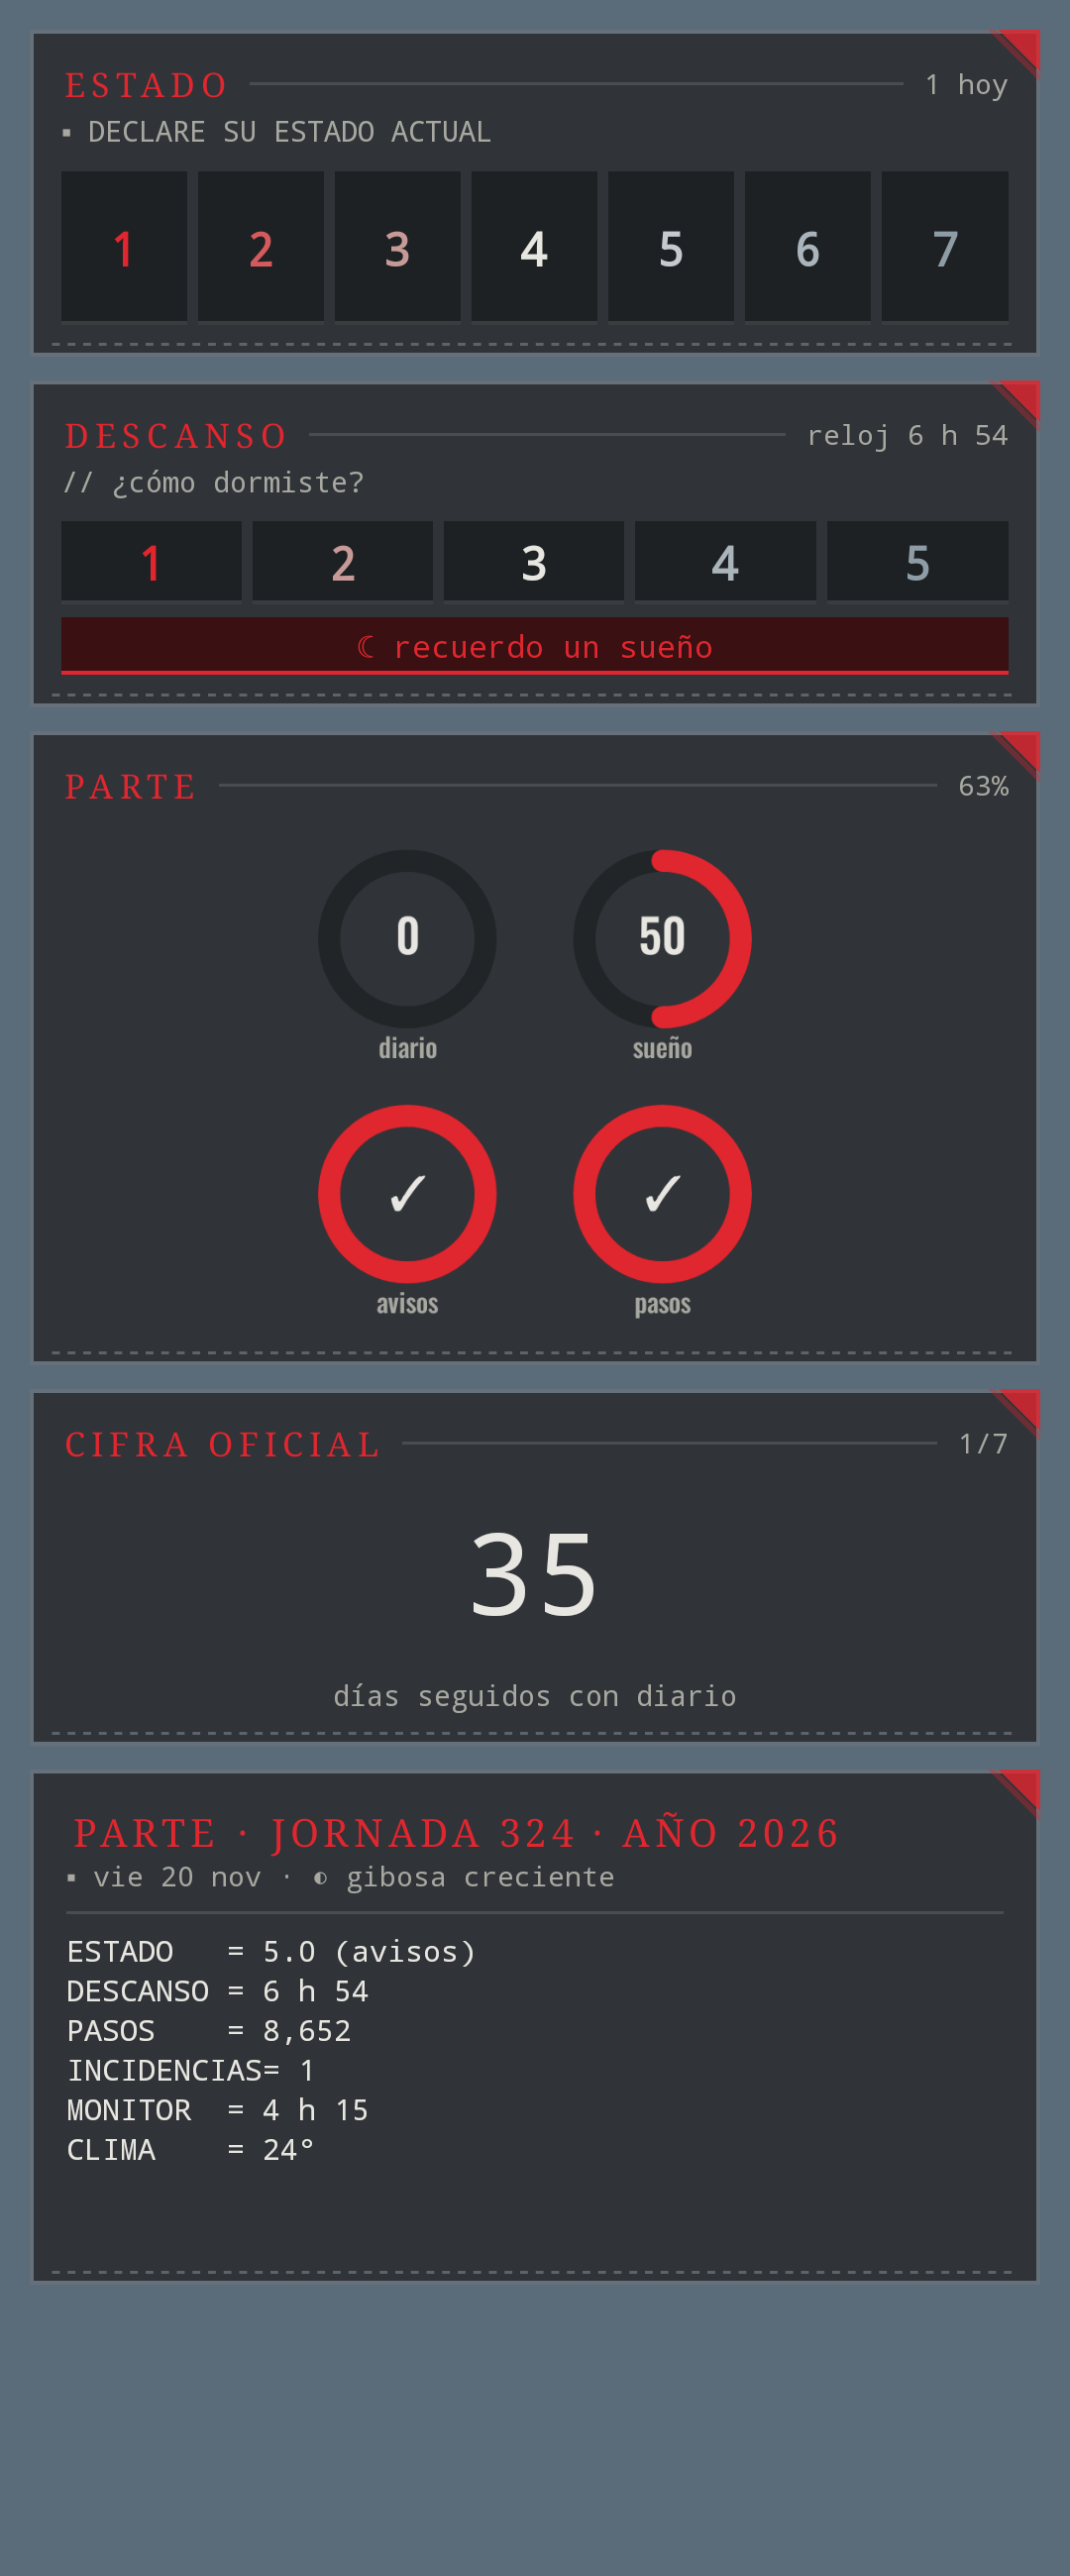 ESTADO 1 hoy
▪ DECLARE SU ESTADO ACTUAL
1 2 3 4 5 6 7
DESCANSO reloj 6 h 54
// ¿cómo dormiste?
1 2 3 4 5
☾ recuerdo un sueño
PARTE 63%
0 50
diario sueño
✓ ✓
avisos pasos
CIFRA OFICIAL 1/7
35
días seguidos con diario
PARTE · JORNADA 324 · AÑO 2026
▪ vie 20 nov · ◐ gibosa creciente
ESTADO = 5.0 (avisos)
DESCANSO = 6 h 54
PASOS = 8,652
INCIDENCIAS= 1
MONITOR = 4 h 15
CLIMA = 24°